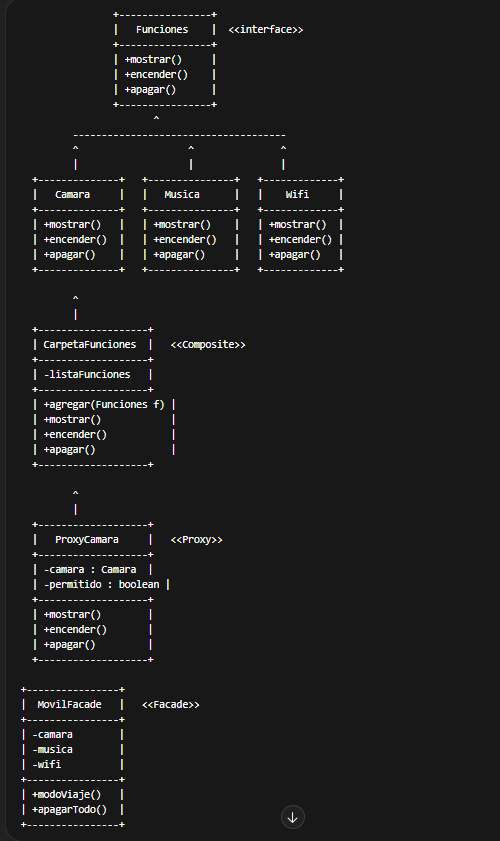 +----------------+
|   Funciones    |  <<interface>>
+----------------+
| +mostrar()     |
| +encender()    |
| +apagar()      |
+----------------+
^
-------------------------------------
^                   ^               ^
|                   |               |
+--------------+   +---------------+   +------------+
|   Camara     |   |   Musica      |   |    Wifi     |
+--------------+   +---------------+   +------------+
| +mostrar()   |   | +mostrar()    |   | +mostrar()  |
| +encender()  |   | +encender()   |   | +encender() |
| +apagar()    |   | +apagar()     |   | +apagar()   |
+--------------+   +---------------+   +------------+
^
|
+-------------------+
| CarpetaFunciones  |   <<Composite>>
+-------------------+
| -listaFunciones   |
+-------------------+
| +agregar(Funciones f) |
| +mostrar()            |
| +encender()           |
| +apagar()             |
+-------------------+
^
|
+-------------------+
|   ProxyCamara     |   <<Proxy>>
+-------------------+
| -camara : Camara  |
| -permitido : boolean |
+-------------------+
| +mostrar()        |
| +encender()       |
| +apagar()         |
+-------------------+
+----------------+
|  MovilFacade   |   <<Facade>>
+----------------+
| -camara        |
| -musica        |
| -wifi          |
+----------------+
| +modoViaje()   |
| +apagarTodo()  |
+----------------+